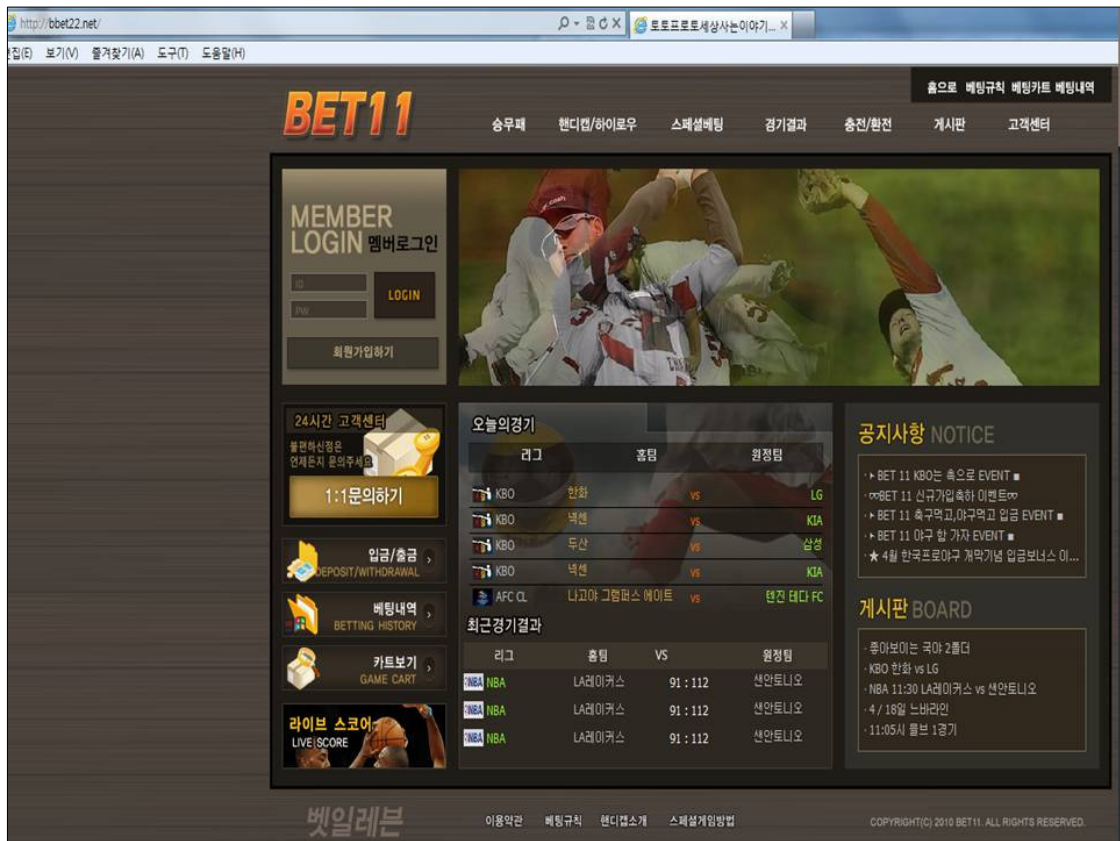 http://bbet22.net/
토토프로토세상사는이야기...
보기(V) 즐겨찾기(A) 도구(T) 도움말(H)
홈으로 베팅규칙 베팅카트 베팅내역
BET11
승무패 핸디캡/하이로우 스페셜베팅 경기결과 충전/환전 게시판 고객센터
MEMBER
LOGIN 멤버로그인
ID
PW
LOGIN
회원가입하기
24시간 고객센터
불편하신점은
언제든지 문의주세요
1:1문의하기
입금/출금
DEPOSIT/WITHDRAWAL
베팅내역
BETTING HISTORY
카트보기
GAME CART
라이브 스코어
LIVE SCORE
오늘의경기
리그 홈팀 원정팀
KBO 한화 vs LG
KBO 넥센 vs KIA
KBO 두산 vs 삼성
KBO 넥센 vs KIA
AFC CL 나고야 그램퍼스 에이트 vs 톈진 테다 FC
최근경기결과
리그 홈팀 VS 원정팀
NBA NBA LA레이커스 91 : 112 샌안토니오
NBA NBA LA레이커스 91 : 112 샌안토니오
NBA NBA LA레이커스 91 : 112 샌안토니오
공지사항 NOTICE
BET 11 KBO는 촉으로 EVENT ■
BET 11 신규가입축하 이벤트
BET 11 축구먹고,야구먹고 입금 EVENT ■
BET 11 야구 함 가자 EVENT ■
★ 4월 한국프로야구 개막기념 입금보너스 이...
게시판 BOARD
· 좋아보이는 국야 2폴더
· KBO 한화 vs LG
· NBA 11:30 LA레이커스 vs 샌안토니오
· 4 / 18일 느바라인
· 11:05시 믈브 1경기
벳일레븐
이용약관 베팅규칙 핸디캡소개 스페셜게임방법
COPYRIGHT(C) 2010 BET11. ALL RIGHTS RESERVED.